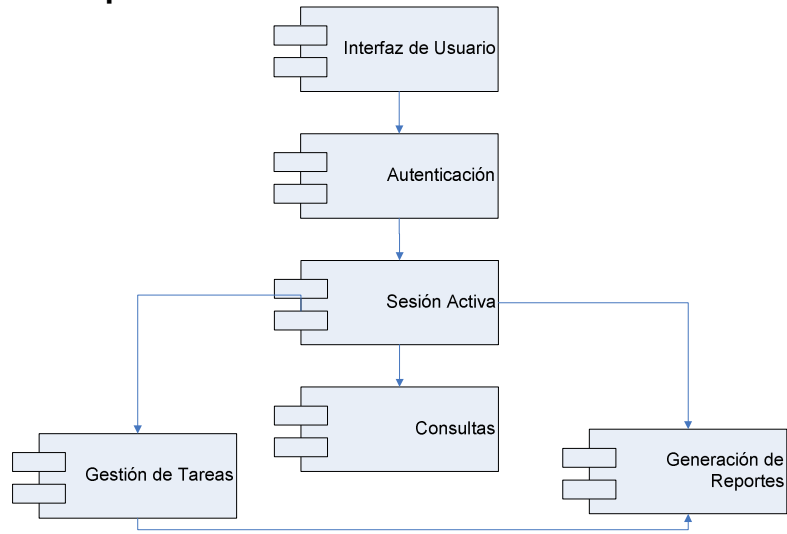 Interfaz de Usuario
Autenticación
Sesión Activa
Consultas
Gestión de Tareas
Generación de
Reportes